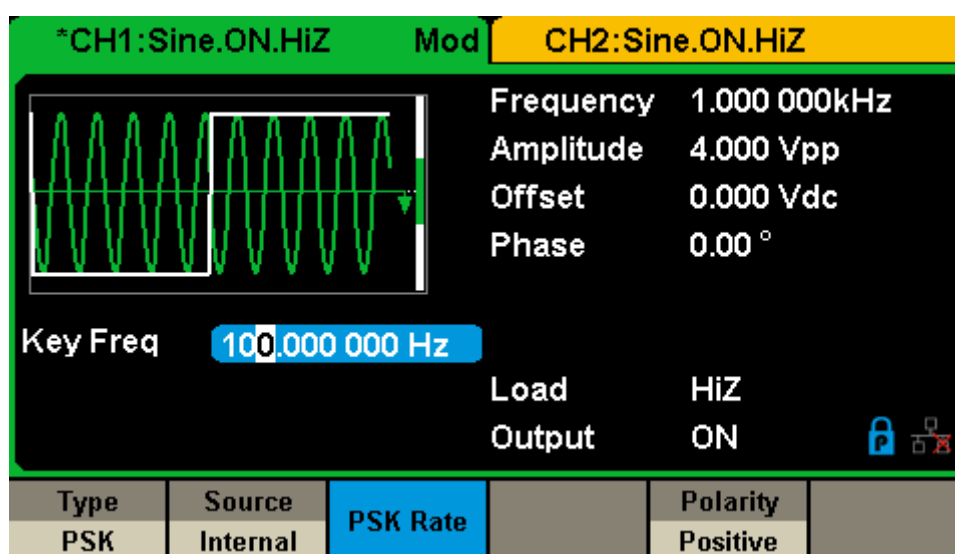 *CH1:Sine.ON.HiZ Mod CH2:Sine.ON.HiZ
Frequency 1.000 000kHz
Amplitude 4.000 Vpp
Offset 0.000 Vdc
Phase 0.00 °
Key Freq 100.000 000 Hz
Load HiZ
Output ON P
Type Source PSK Rate Polarity
PSK Internal Positive